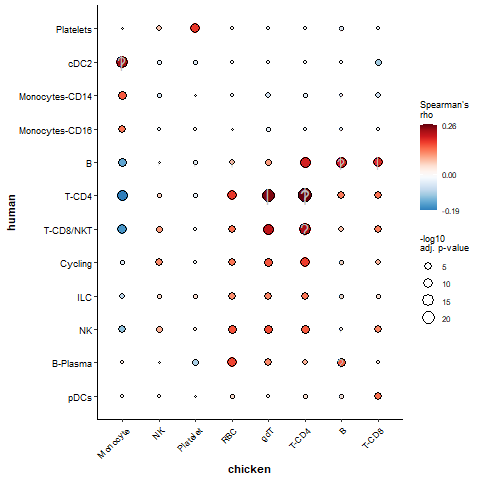 Platelets
cDC2
Monocytes-CD14
Monocytes-CD16
B
T-CD4
T-CD8/NKT
Cycling
ILC
NK
B-Plasma
pDCs
human
Monocyte
NK
Platelet
RBC
gdT
T-CD4
B
T-CD8
chicken
Spearman's
rho
0.26
0.00
-0.19
-log10
adj. p-value
5
10
15
20